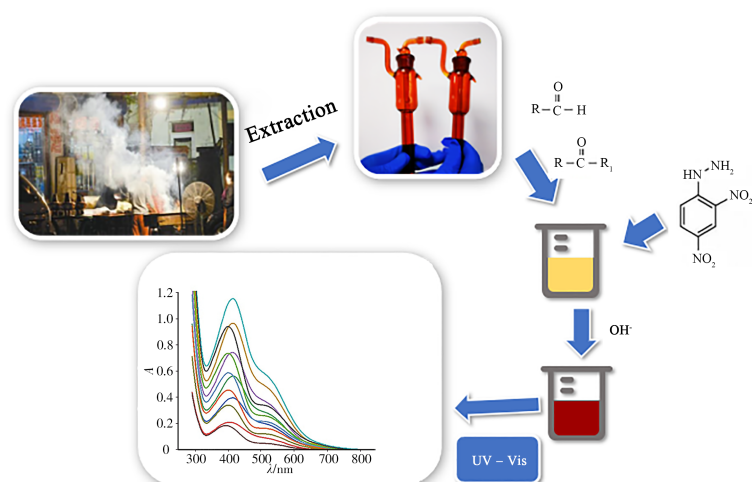 Extraction
O
R–C–H
O
R–C–R₁
HN–NH₂
NO₂
NO₂
OH⁻
UV – Vis
1.2
1.0
0.8
0.6
0.4
0.2
0
A
300 400 500 600 700 800
λ/nm